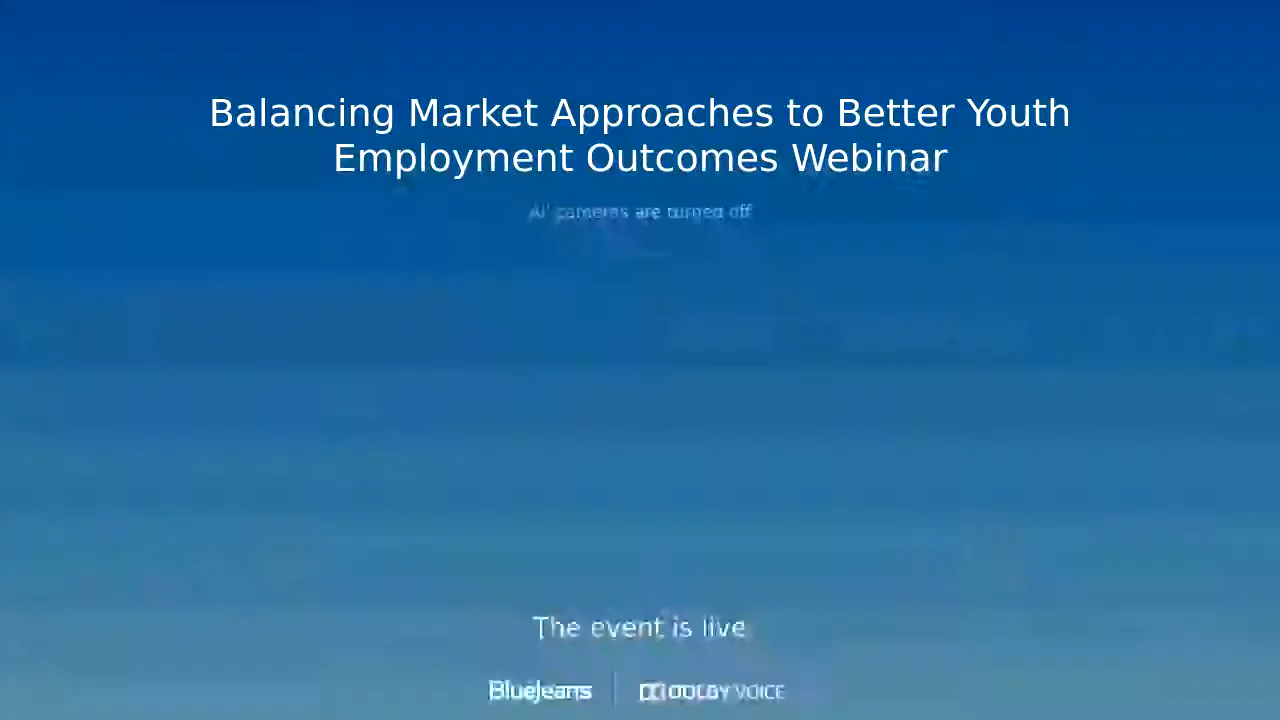 Balancing Market Approaches to Better Youth
Employment Outcomes Webinar
All cameras are turned off
The event is live
BlueJeans | DOLBY VOICE